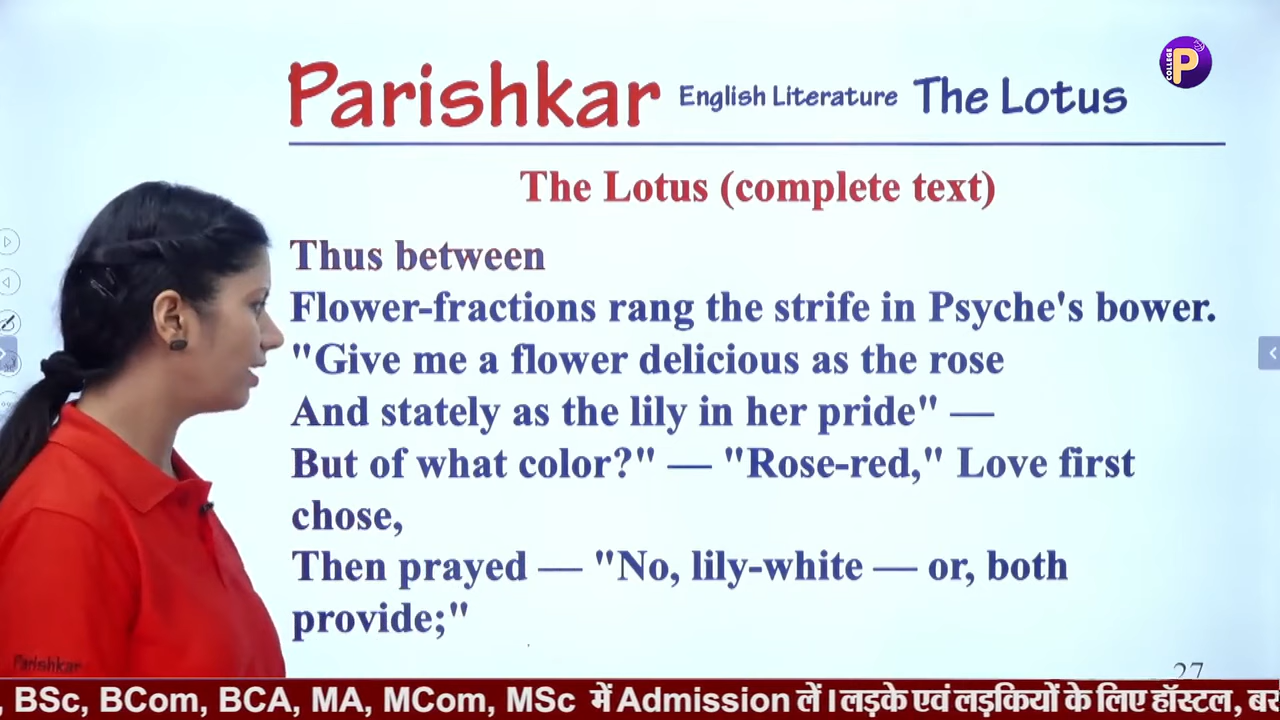 Parishkar English Literature The Lotus
COLLEGE P
The Lotus (complete text)
Thus between
Flower-fractions rang the strife in Psyche's bower.
"Give me a flower delicious as the rose
And stately as the lily in her pride" —
But of what color?" — "Rose-red," Love first
chose,
Then prayed — "No, lily-white — or, both
provide;"
Parishkar
27
, BSc, BCom, BCA, MA, MCom, MSc में Admission लें । लड़के एवं लड़कियों के लिए हॉस्टल,